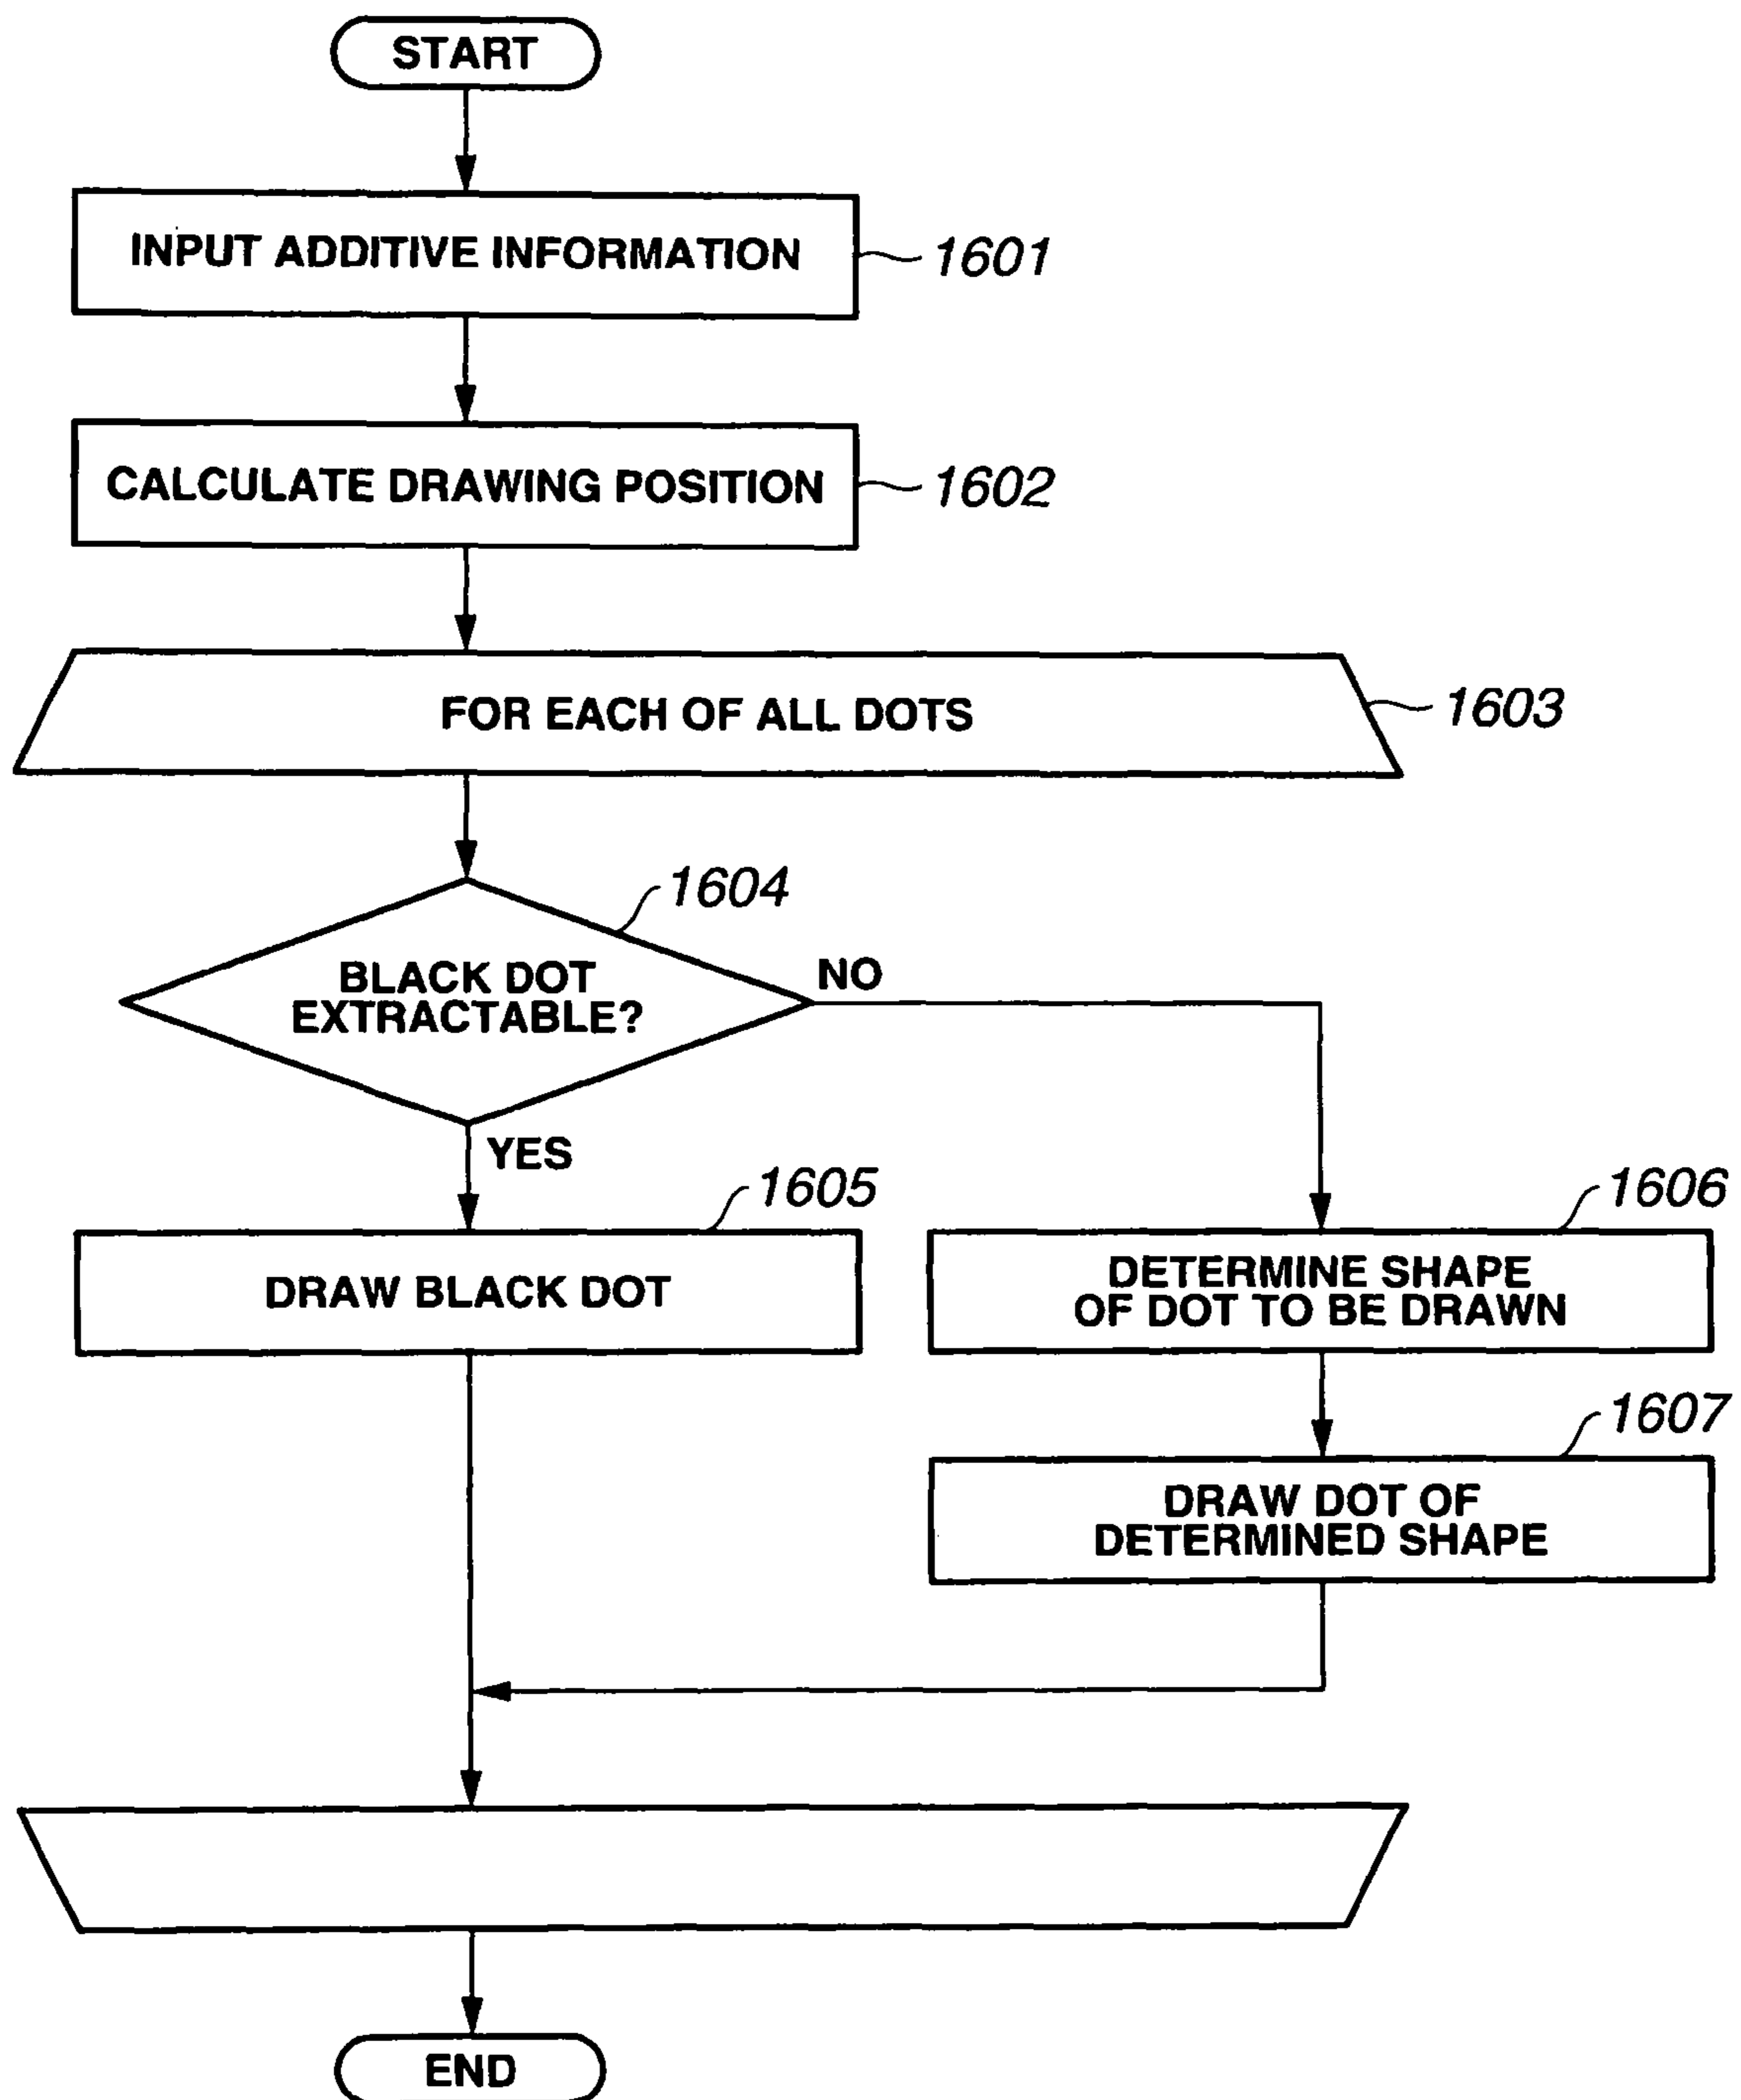 START
INPUT ADDITIVE INFORMATION
1601
CALCULATE DRAWING POSITION
1602
FOR EACH OF ALL DOTS
1603
1604
BLACK DOT
EXTRACTABLE?
NO
YES
1605
DRAW BLACK DOT
1606
DETERMINE SHAPE
OF DOT TO BE DRAWN
1607
DRAW DOT OF
DETERMINED SHAPE
END